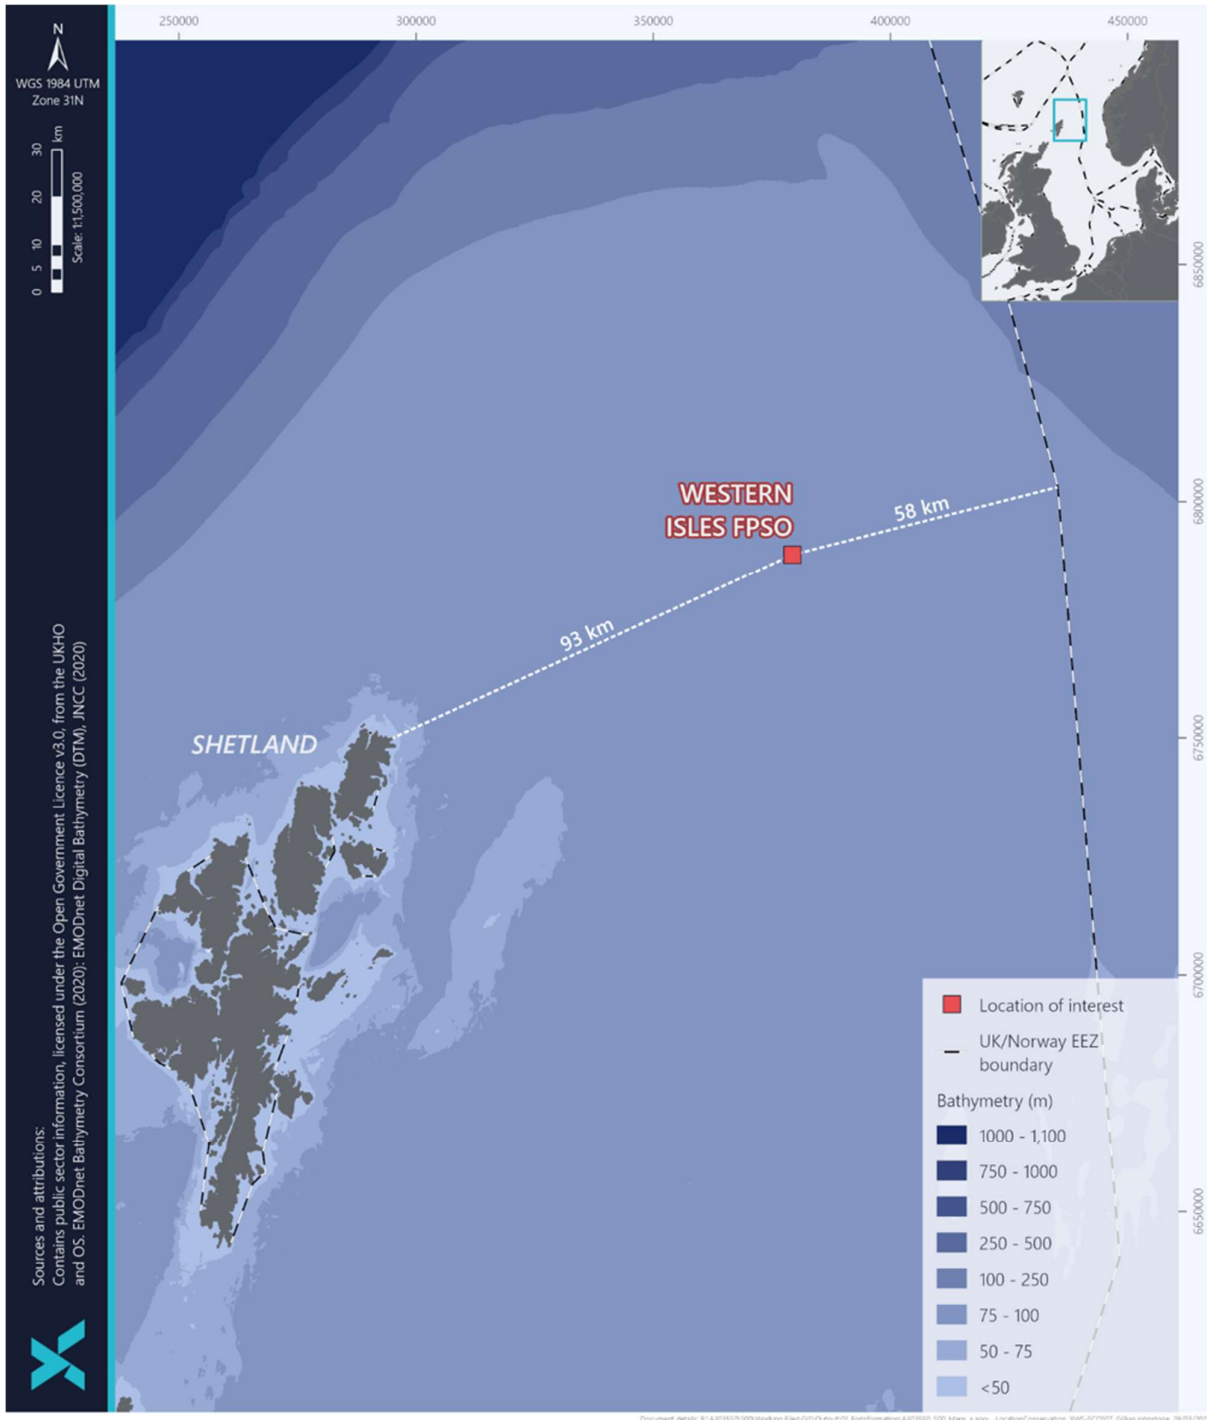 250000
300000
350000
400000
450000
N
WGS 1984 UTM
Zone 31N
0 5 10 20 30 km
Scale: 1:1,500,000
6850000
WESTERN
ISLES FPSO
58 km
6800000
93 km
SHETLAND
6750000
6700000
Location of interest
UK/Norway EEZ
boundary
Bathymetry (m)
1000 - 1,100
750 - 1000
500 - 750
250 - 500
100 - 250
75 - 100
50 - 75
<50
6650000
Sources and attributions:
Contains public sector information, licensed under the Open Government Licence v3.0, from the UKHO
and OS. EMODnet Bathymetry Consortium (2020): EMODnet Digital Bathymetry (DTM), JNCC (2020)